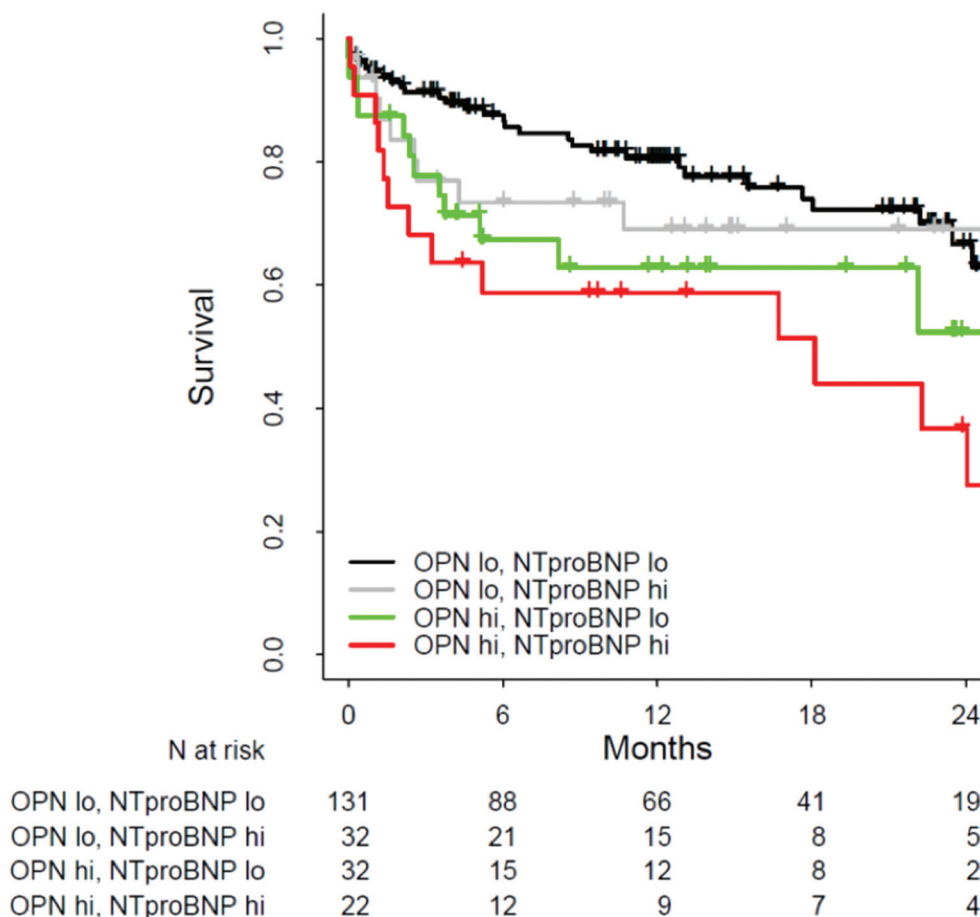 1.0
0.8
0.6
0.4
0.2
0.0
Survival
OPN lo, NTproBNP lo
OPN lo, NTproBNP hi
OPN hi, NTproBNP lo
OPN hi, NTproBNP hi
0 6 12 18 24
Months
N at risk
OPN lo, NTproBNP lo 131 88 66 41 19
OPN lo, NTproBNP hi 32 21 15 8 5
OPN hi, NTproBNP lo 32 15 12 8 2
OPN hi, NTproBNP hi 22 12 9 7 4